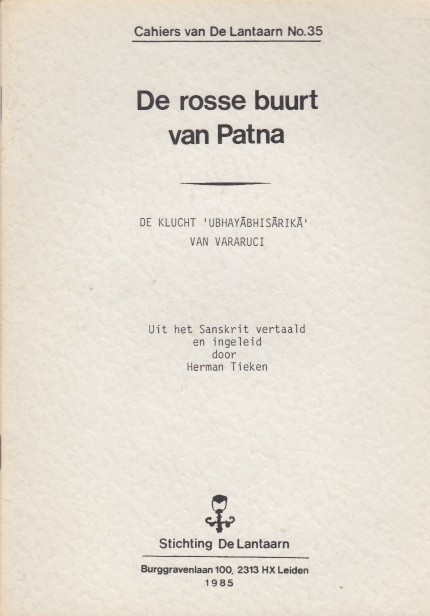 Cahiers van De Lantaarn No.35
De rosse buurt
van Patna
DE KLUCHT 'UBHAYĀBHISĀRIKĀ'
VAN VARARUCI
Uit het Sanskrit vertaald
en ingeleid
door
Herman Tieken
Stichting De Lantaarn
Burggravenlaan 100, 2313 HX Leiden
1985